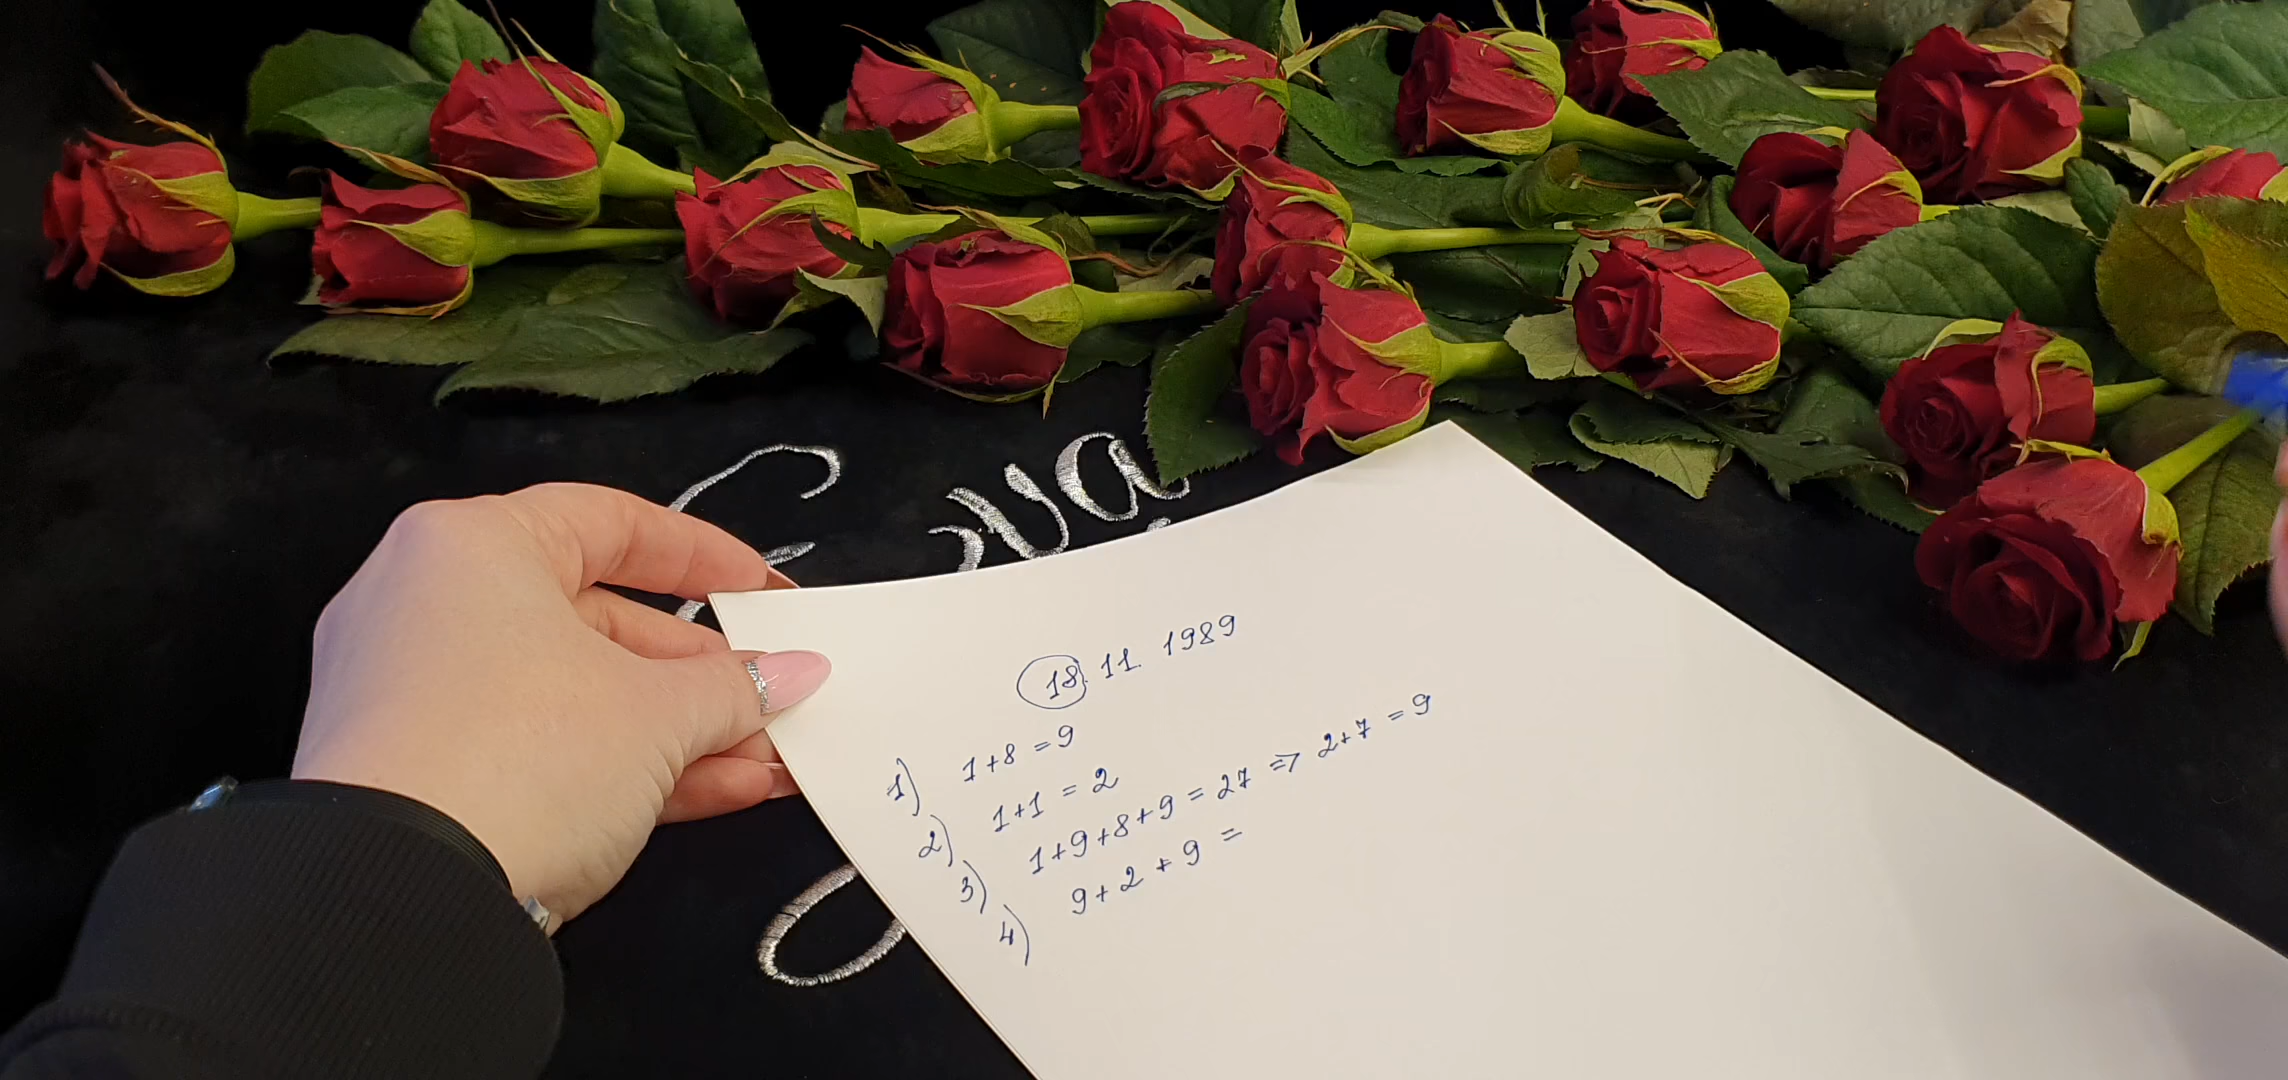 Eva
18. 11. 1989
1) 1+8 = 9
2) 1+1 = 2
3) 1+9+8+9 = 27 => 2+7 = 9
4) 9+2+9 =